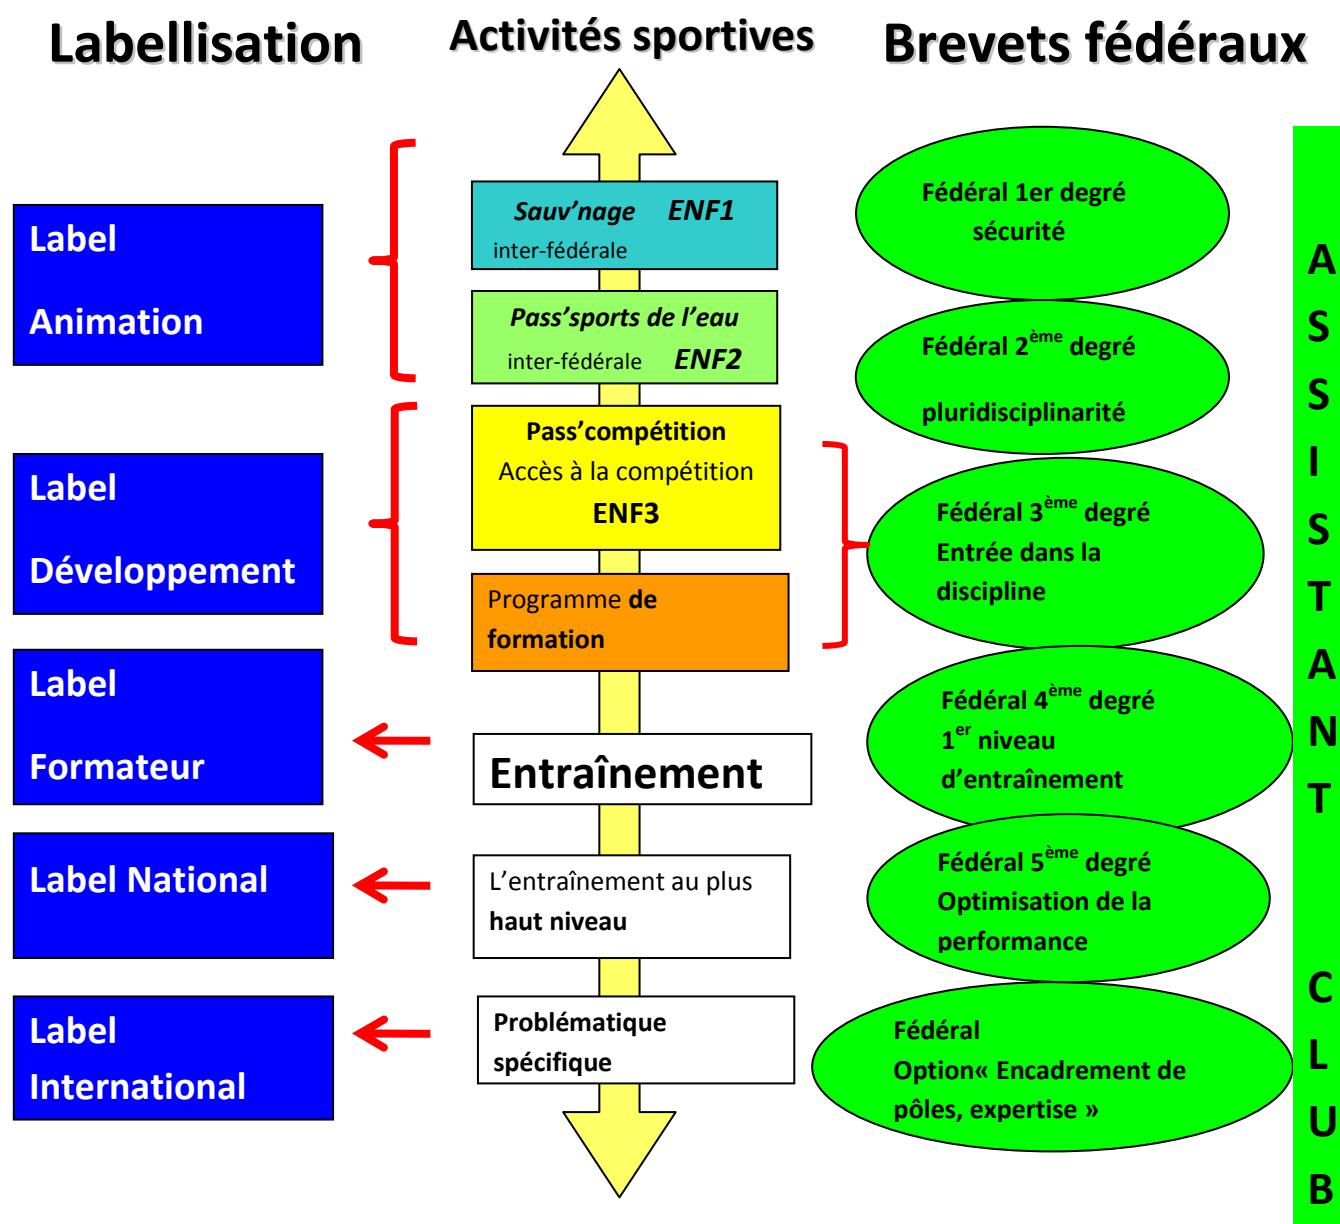 Labellisation
Activités sportives
Brevets fédéraux
Label
Animation
Label
Développement
Label
Formateur
Label National
Label
International
Sauv'nage ENF1
inter-fédérale
Pass'sports de l'eau
inter-fédérale ENF2
Pass'compétition
Accès à la compétition
ENF3
Programme de
formation
Entraînement
L'entraînement au plus
haut niveau
Problématique
spécifique
Fédéral 1er degré
sécurité
Fédéral 2ème degré
pluridisciplinarité
Fédéral 3ème degré
Entrée dans la
discipline
Fédéral 4ème degré
1er niveau
d'entraînement
Fédéral 5ème degré
Optimisation de la
performance
Fédéral
Option« Encadrement de
pôles, expertise »
A
S
S
I
S
T
A
N
T
C
L
U
B